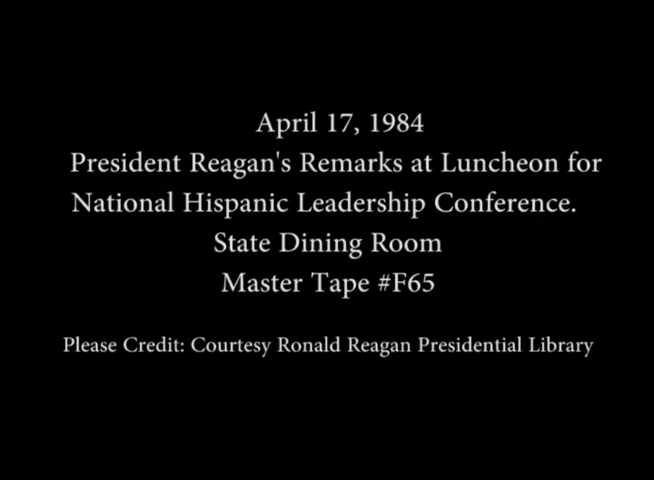 April 17, 1984
President Reagan's Remarks at Luncheon for
National Hispanic Leadership Conference.
State Dining Room
Master Tape #F65
Please Credit: Courtesy Ronald Reagan Presidential Library